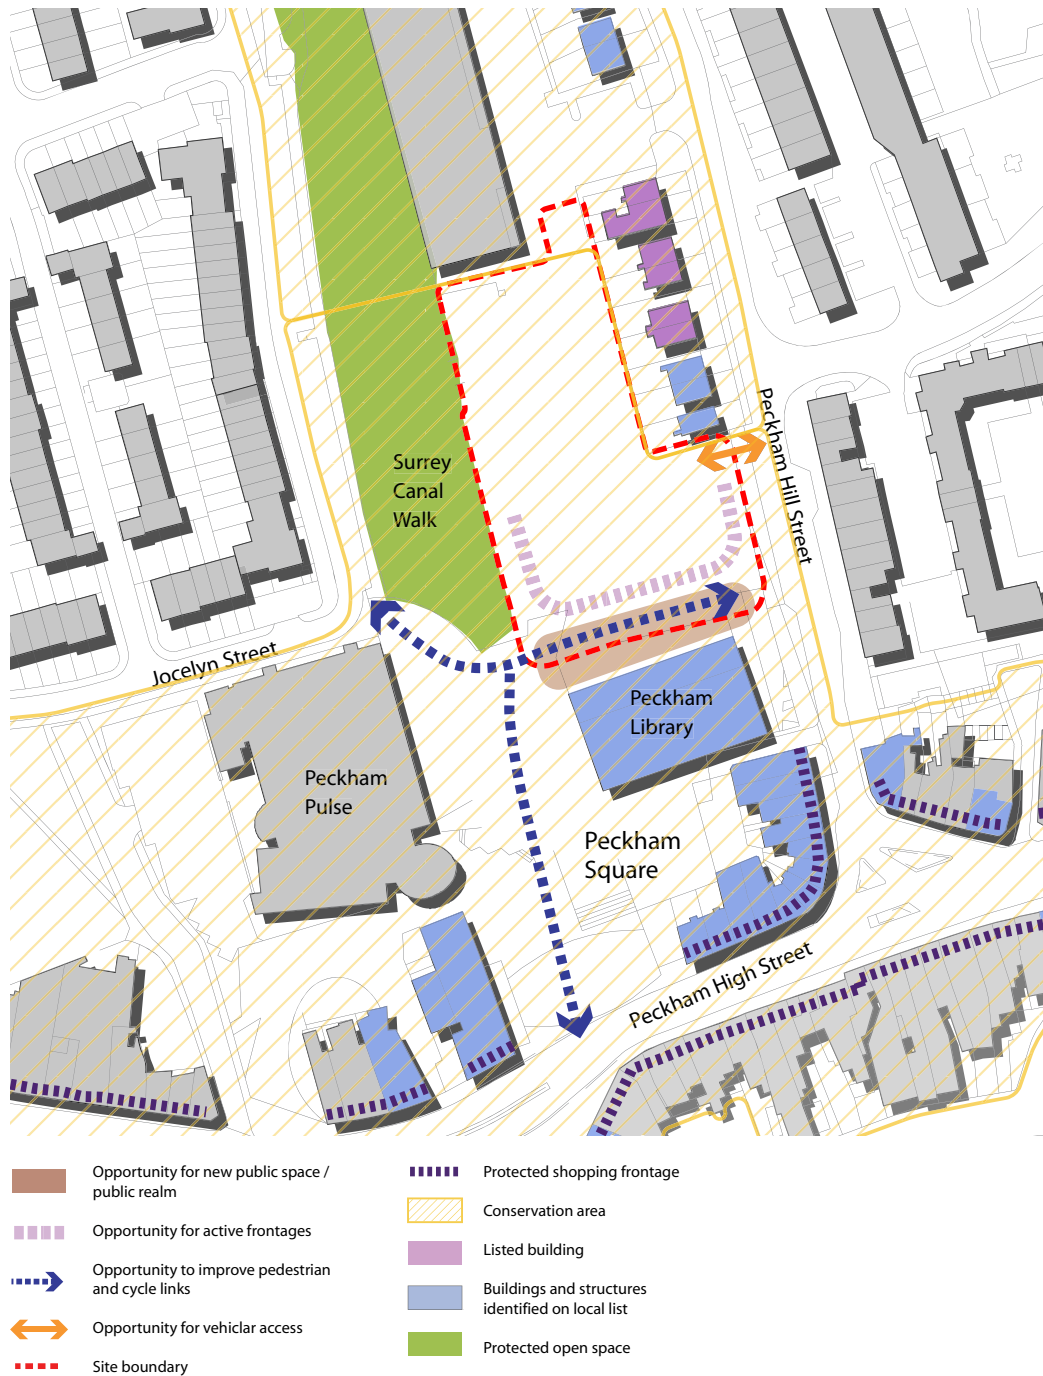 Surrey
Canal
Walk
Peckham Hill Street
Jocelyn Street
Peckham
Library
Peckham
Pulse
Peckham
Square
Peckham High Street
Opportunity for new public space /
public realm
Opportunity for active frontages
Opportunity to improve pedestrian
and cycle links
Opportunity for vehiclar access
Site boundary
Protected shopping frontage
Conservation area
Listed building
Buildings and structures
identified on local list
Protected open space